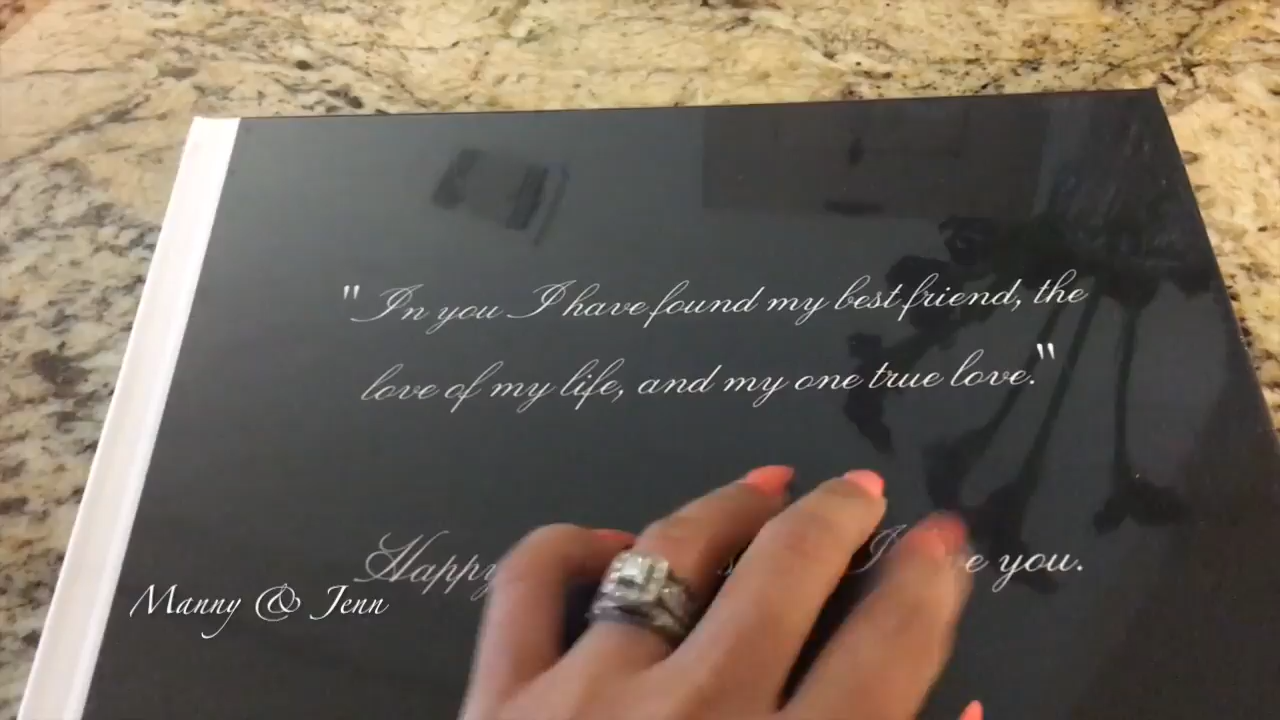 " In you I have found my best friend, the
love of my life, and my one true love."
Happy I you.
Manny & Jenn